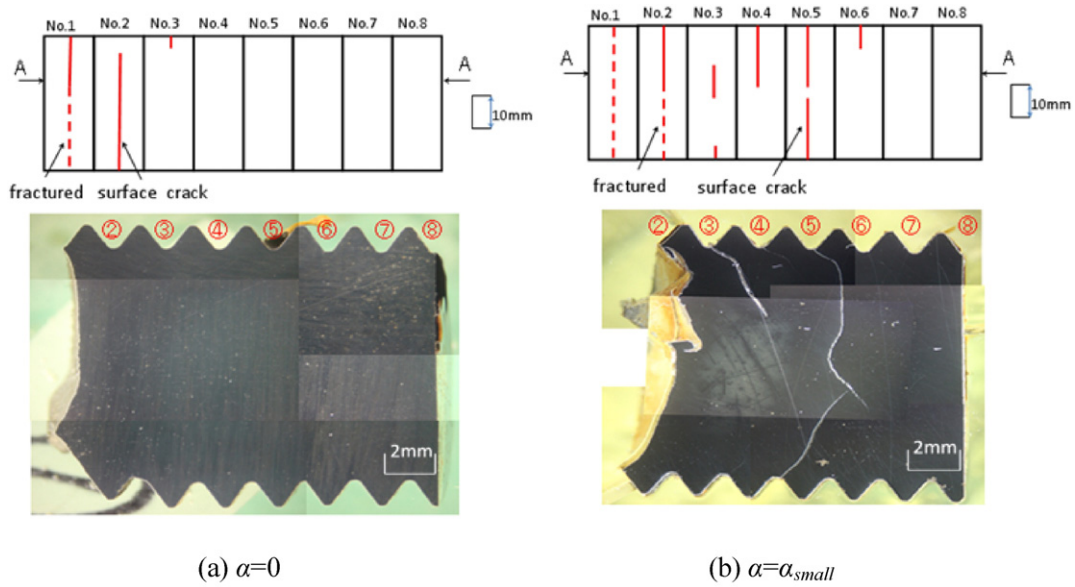 No.1 No.2 No.3 No.4 No.5 No.6 No.7 No.8
A A
10mm
fractured surface crack
② ③ ④ ⑤ ⑥ ⑦ ⑧
2mm
(a) α=0
No.1 No.2 No.3 No.4 No.5 No.6 No.7 No.8
A A
10mm
fractured surface crack
② ③ ④ ⑤ ⑥ ⑦ ⑧
2mm
(b) α=αsmall